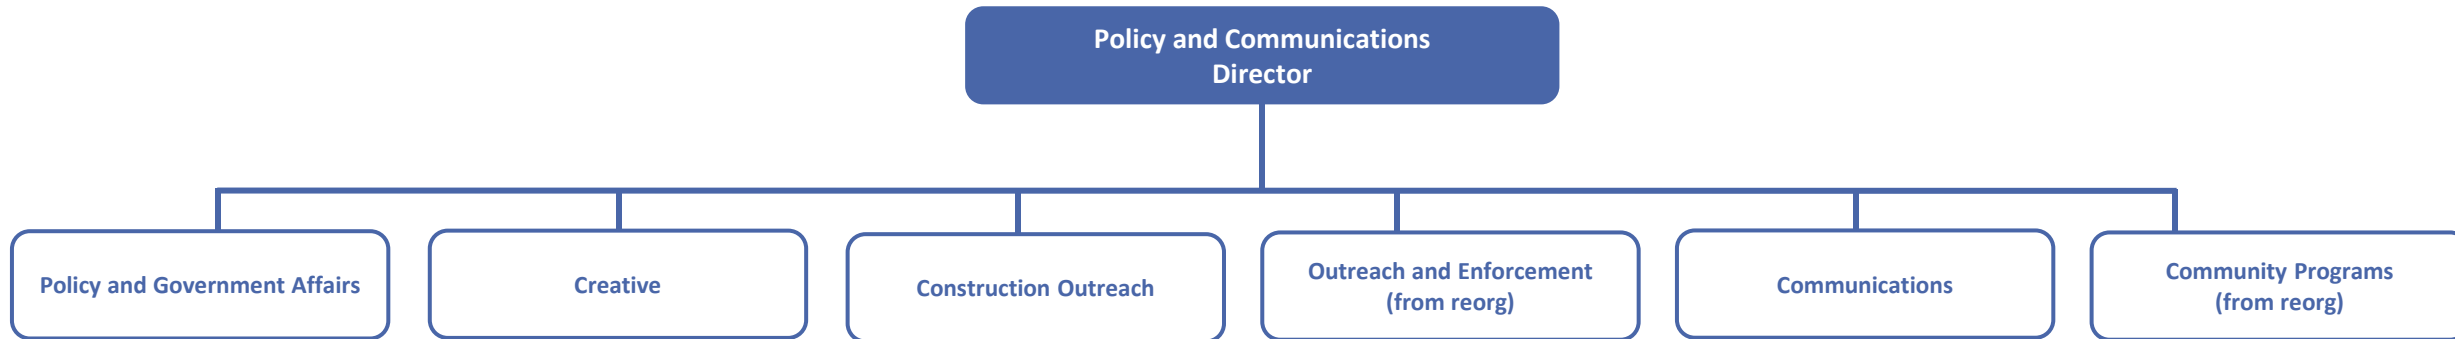 Policy and Communications
Director
Policy and Government Affairs
Creative
Construction Outreach
Outreach and Enforcement
(from reorg)
Communications
Community Programs
(from reorg)